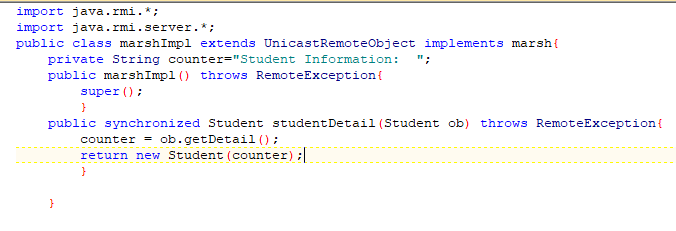 import java.rmi.*;
import java.rmi.server.*;
public class marshImpl extends UnicastRemoteObject implements marsh{
    private String counter="Student Information:  ";
    public marshImpl() throws RemoteException{
        super();
        }
    public synchronized Student studentDetail(Student ob) throws RemoteException{
        counter = ob.getDetail();
        return new Student(counter);
        }
    }